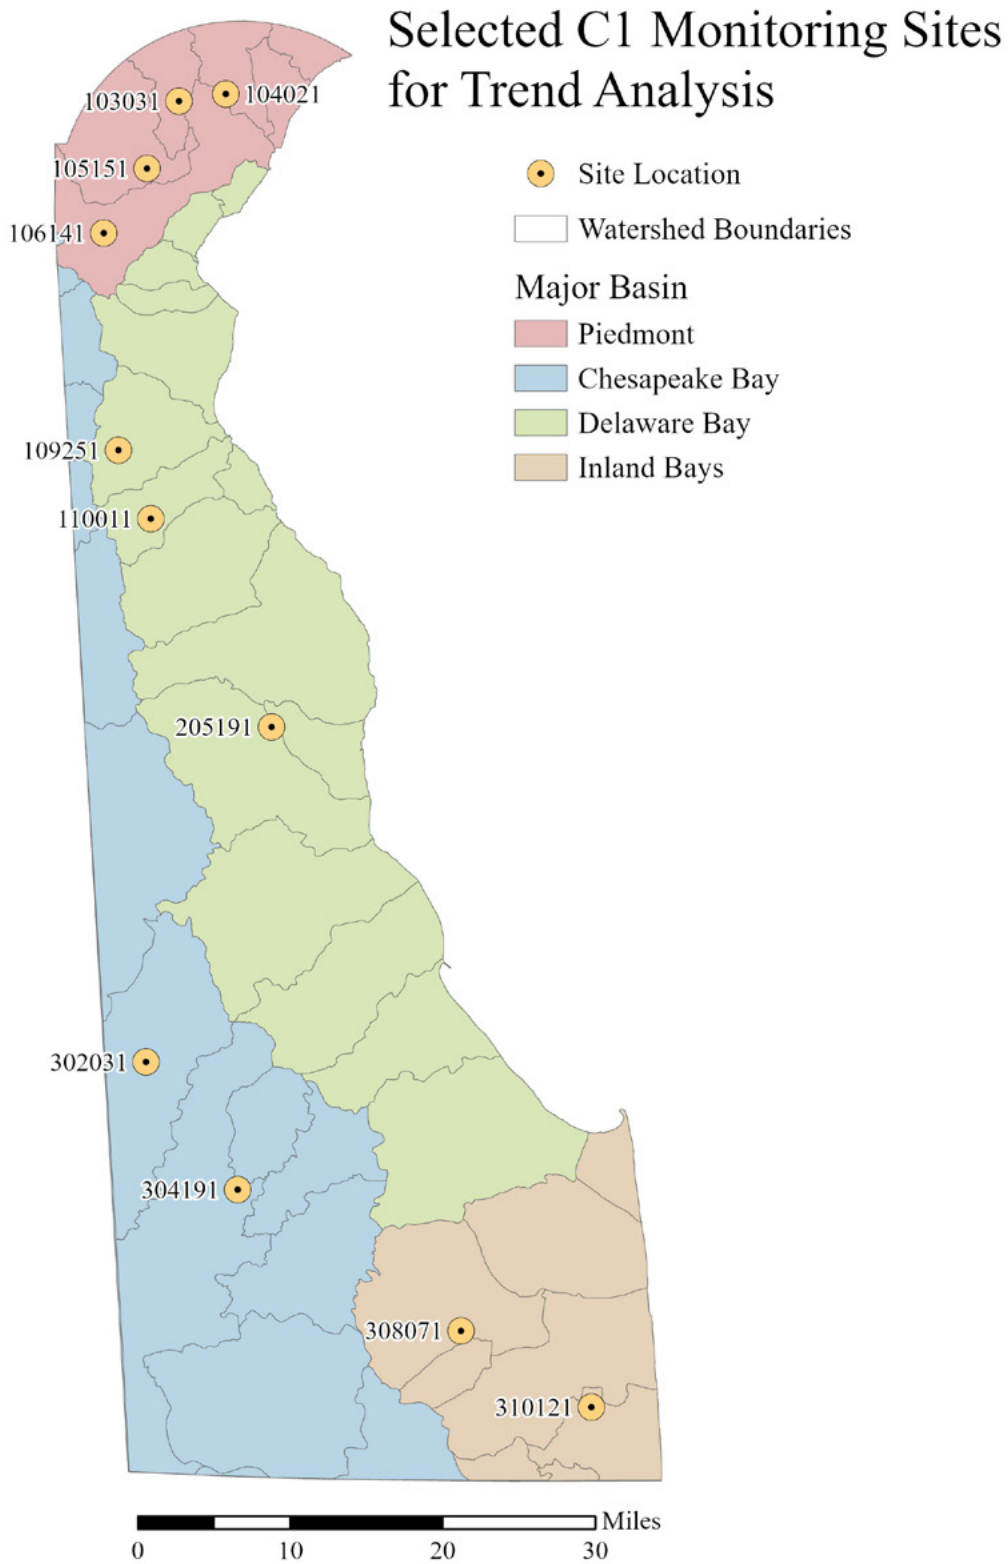 Selected C1 Monitoring Sites
for Trend Analysis
103031
104021
105151
106141
Site Location
Watershed Boundaries
Major Basin
Piedmont
Chesapeake Bay
Delaware Bay
Inland Bays
109251
110011
205191
302031
304191
308071
310121
Miles
0 10 20 30